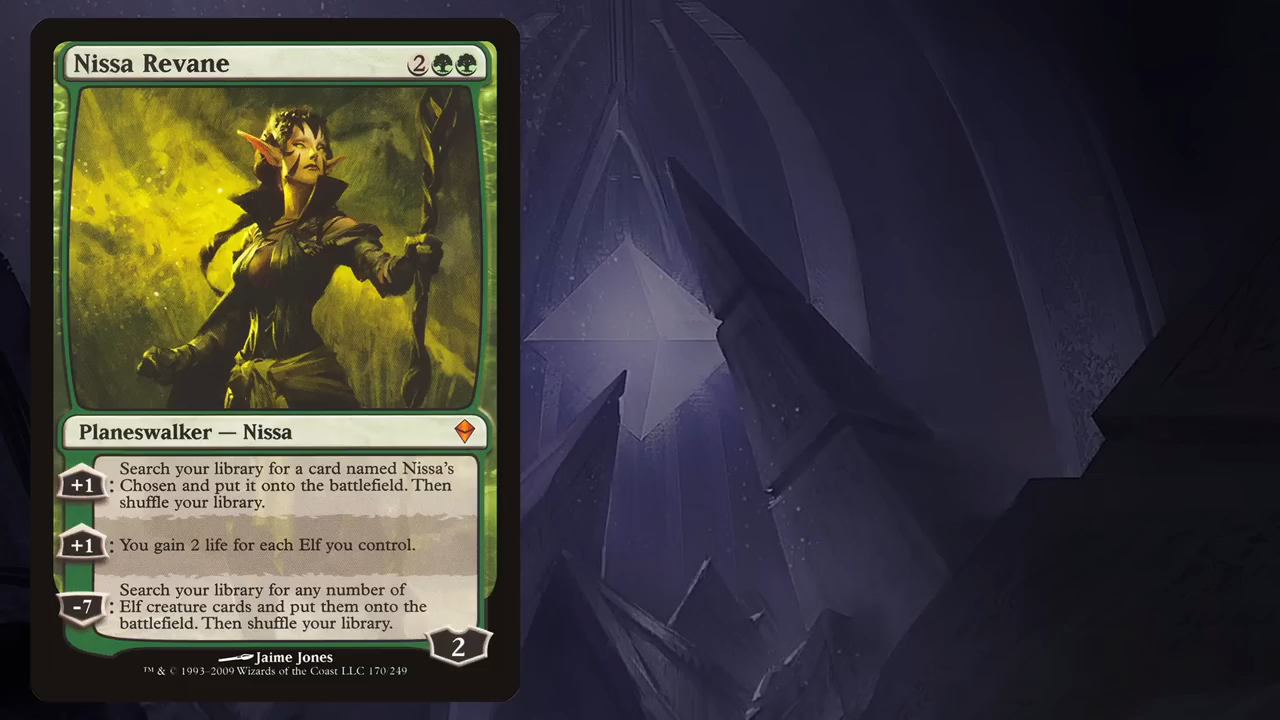 Nissa Revane 2
Planeswalker — Nissa
+1 : Search your library for a card named Nissa's
Chosen and put it onto the battlefield. Then
shuffle your library.
+1 : You gain 2 life for each Elf you control.
-7 : Search your library for any number of
Elf creature cards and put them onto the
battlefield. Then shuffle your library.
2
Jaime Jones
™ & © 1993–2009 Wizards of the Coast LLC 170/249